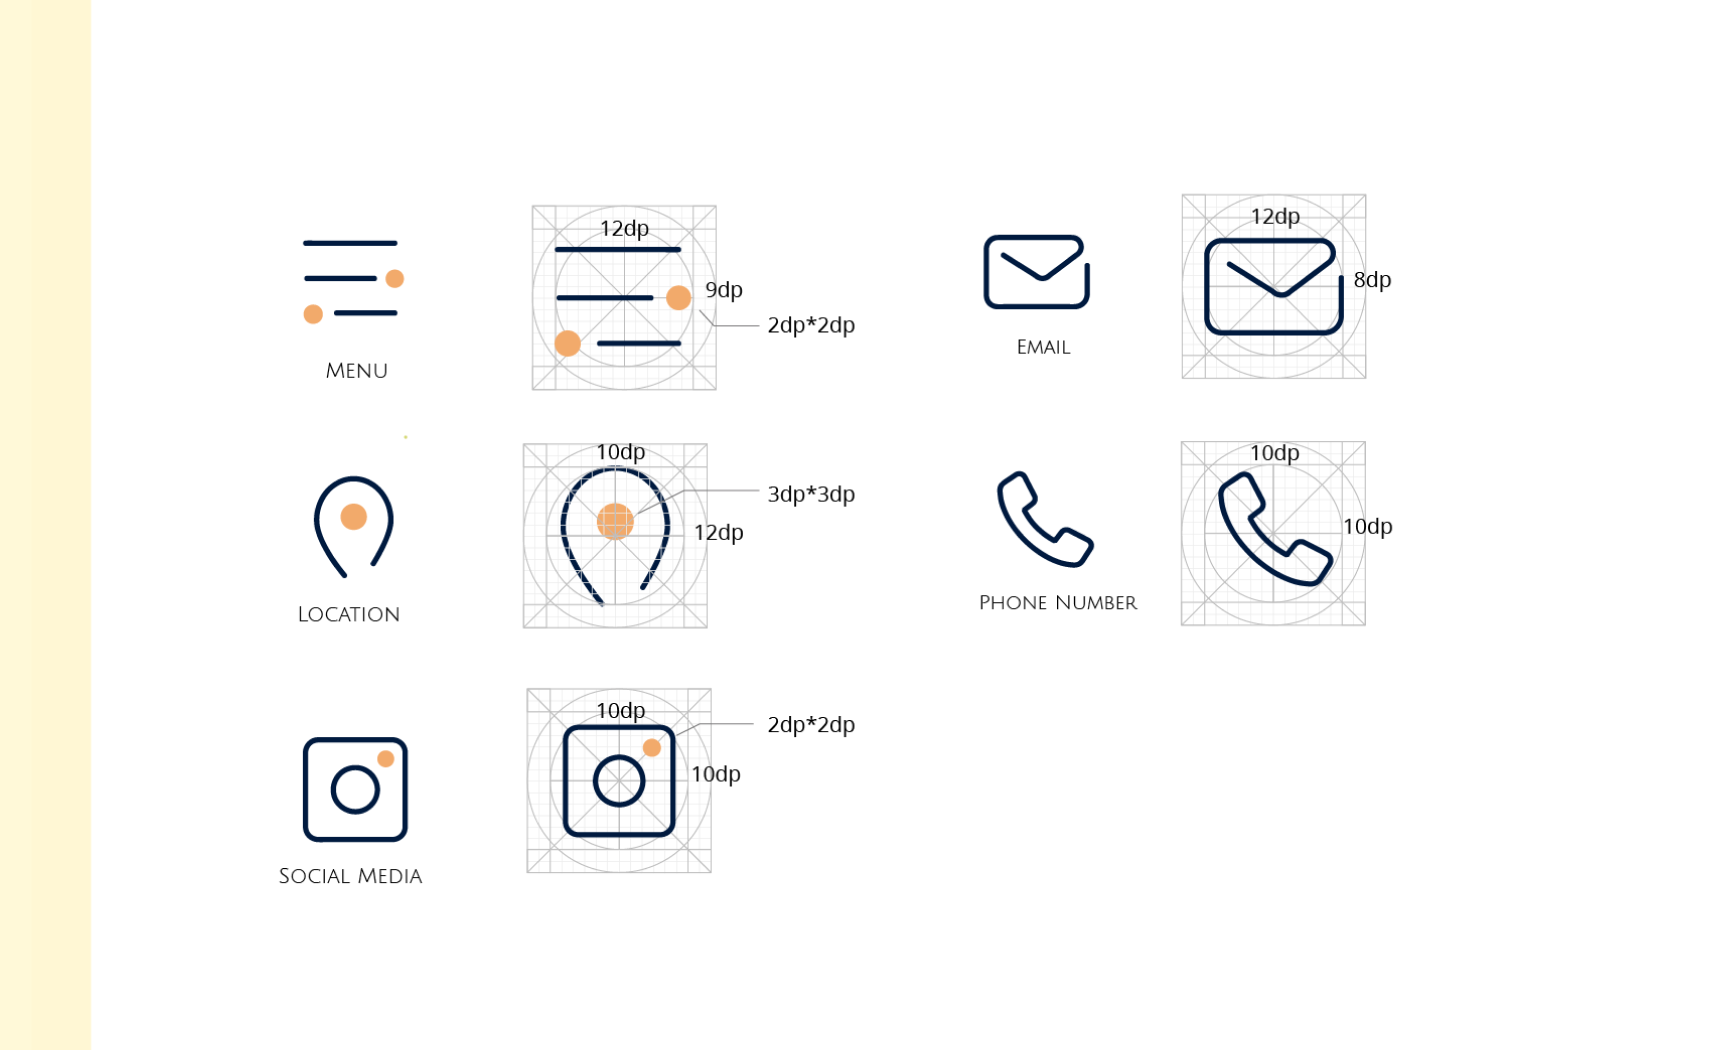 12dp
9dp
2dp*2dp
MENU
12dp
8dp
EMAIL
10dp
3dp*3dp
12dp
LOCATION
10dp
10dp
PHONE NUMBER
10dp
2dp*2dp
10dp
SOCIAL MEDIA